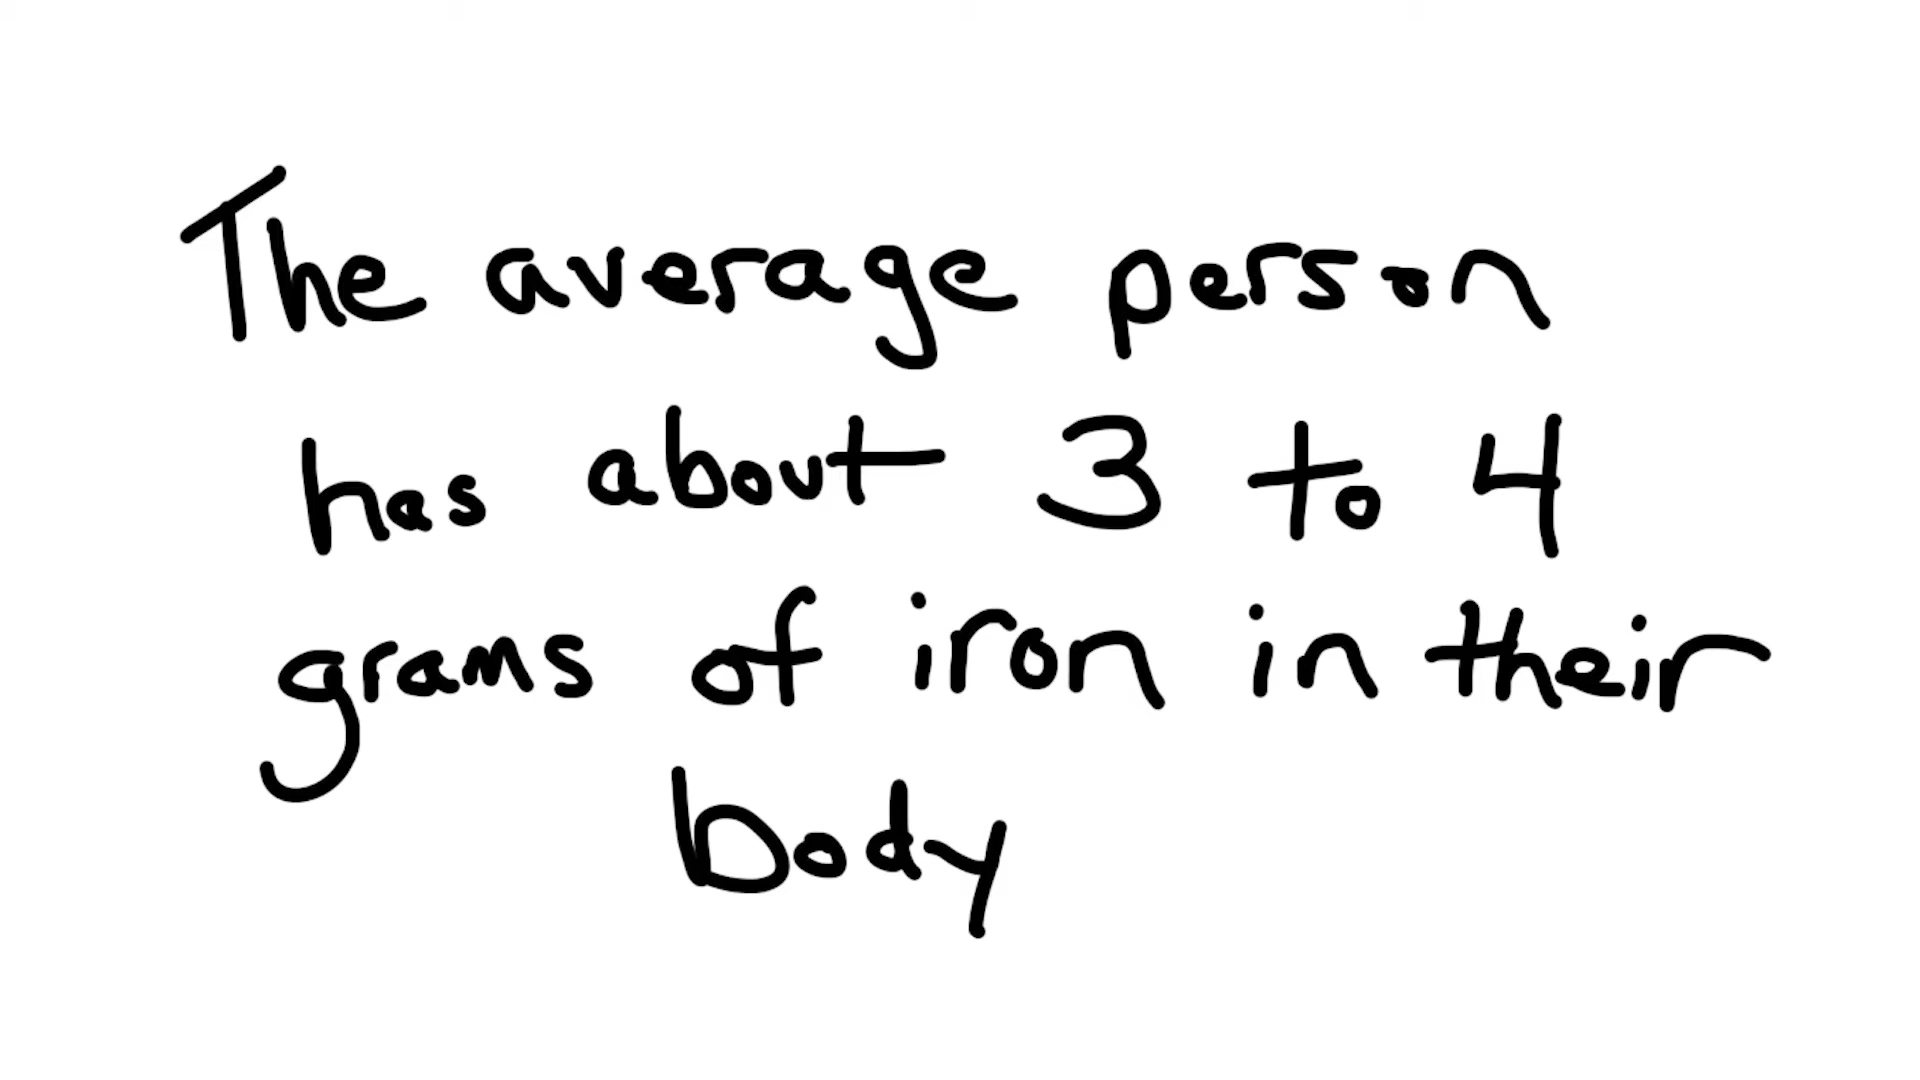 The average person
has about 3 to 4
grams of iron in their
body